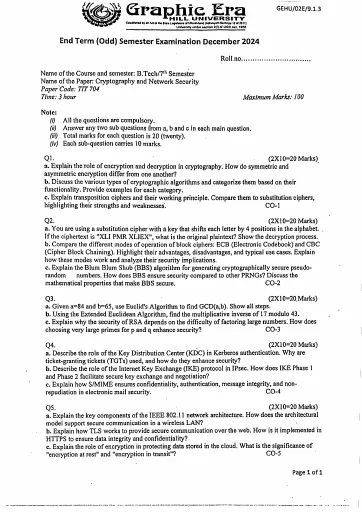 GEHU/02E/9.1.3
Graphic Era
HILL UNIVERSITY
End Term (Odd) Semester Examination December 2024
Roll no..............................
Name of the Course and semester: B.Tech/7th Semester
Name of the Paper: Cryptography and Network Security
Paper Code: TIT 704
Time: 3 hour Maximum Marks: 100
Note:
(i) All the questions are compulsory.
(ii) Answer any two sub questions from a, b and c in each main question.
(iii) Total marks for each question is 20 (twenty).
(iv) Each sub-question carries 10 marks.
Q1. (2X10=20 Marks)
a. Explain the role of encryption and decryption in cryptography. How do symmetric and
asymmetric encryption differ from one another?
b. Discuss the various types of cryptographic algorithms and categorize them based on their
functionality. Provide examples for each category.
c. Explain transposition ciphers and their working principle. Compare them to substitution ciphers,
highlighting their strengths and weaknesses. CO-1
Q2. (2X10=20 Marks)
a. You are using a substitution cipher with a key that shifts each letter by 4 positions in the alphabet.
If the ciphertext is "XLI PMR XLIEX", what is the original plaintext? Show the decryption process.
b. Compare the different modes of operation of block ciphers: ECB (Electronic Codebook) and CBC
(Cipher Block Chaining). Highlight their advantages, disadvantages, and typical use cases. Explain
how these modes work and analyze their security implications.
c. Explain the Blum Blum Shub (BBS) algorithm for generating cryptographically secure pseudo-
random numbers. How does BBS ensure security compared to other PRNGs? Discuss the
mathematical properties that make BBS secure. CO-2
Q3. (2X10=20 Marks)
a. Given a=84 and b=65, use Euclid's Algorithm to find GCD(a,b). Show all steps.
b. Using the Extended Euclidean Algorithm, find the multiplicative inverse of 17 modulo 43.
c. Explain why the security of RSA depends on the difficulty of factoring large numbers. How does
choosing very large primes for p and q enhance security? CO-3
Q4. (2X10=20 Marks)
a. Describe the role of the Key Distribution Center (KDC) in Kerberos authentication. Why are
ticket-granting tickets (TGTs) used, and how do they enhance security?
b. Describe the role of the Internet Key Exchange (IKE) protocol in IPsec. How does IKE Phase 1
and Phase 2 facilitate secure key exchange and negotiation?
c. Explain how S/MIME ensures confidentiality, authentication, message integrity, and non-
repudiation in electronic mail security. CO-4
Q5. (2X10=20 Marks)
a. Explain the key components of the IEEE 802.11 network architecture. How does the architectural
model support secure communication in a wireless LAN?
b. Explain how TLS works to provide secure communication over the web. How is it implemented in
HTTPS to ensure data integrity and confidentiality?
c. Explain the role of encryption in protecting data stored in the cloud. What is the significance of
"encryption at rest" and "encryption in transit"? CO-5
Page 1 of 1